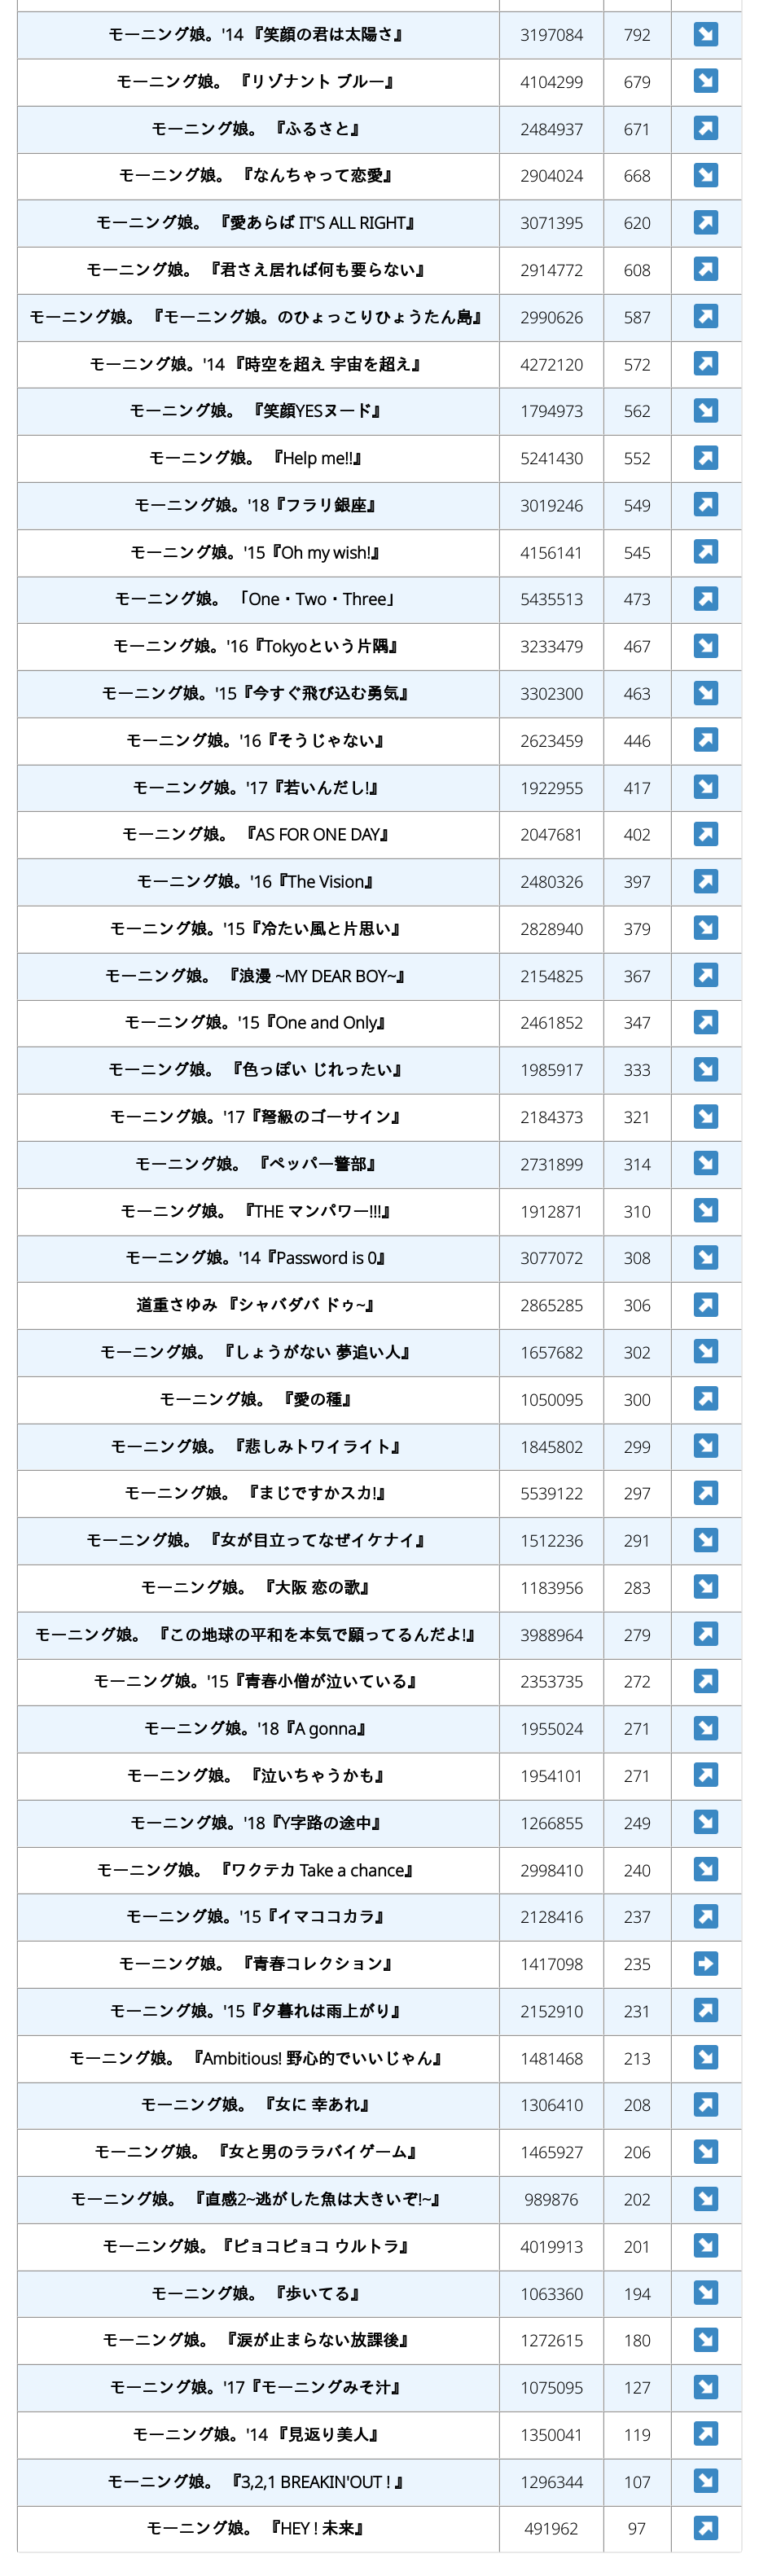 モーニング娘。'14 『笑顔の君は太陽さ』 3197084 792
モーニング娘。 『リゾナント ブルー』 4104299 679
モーニング娘。 『ふるさと』 2484937 671
モーニング娘。 『なんちゃって恋愛』 2904024 668
モーニング娘。 『愛あらば IT'S ALL RIGHT』 3071395 620
モーニング娘。 『君さえ居れば何も要らない』 2914772 608
モーニング娘。 『モーニング娘。のひょっこりひょうたん島』 2990626 587
モーニング娘。'14 『時空を超え 宇宙を超え』 4272120 572
モーニング娘。 『笑顔YESヌード』 1794973 562
モーニング娘。 『Help me!!』 5241430 552
モーニング娘。'18『フラリ銀座』 3019246 549
モーニング娘。'15『Oh my wish!』 4156141 545
モーニング娘。 「One・Two・Three」 5435513 473
モーニング娘。'16『Tokyoという片隅』 3233479 467
モーニング娘。'15『今すぐ飛び込む勇気』 3302300 463
モーニング娘。'16『そうじゃない』 2623459 446
モーニング娘。'17『若いんだし!』 1922955 417
モーニング娘。 『AS FOR ONE DAY』 2047681 402
モーニング娘。'16『The Vision』 2480326 397
モーニング娘。'15『冷たい風と片思い』 2828940 379
モーニング娘。 『浪漫 ~MY DEAR BOY~』 2154825 367
モーニング娘。'15『One and Only』 2461852 347
モーニング娘。 『色っぽい じれったい』 1985917 333
モーニング娘。'17『弩級のゴーサイン』 2184373 321
モーニング娘。 『ペッパー警部』 2731899 314
モーニング娘。 『THE マンパワー!!!』 1912871 310
モーニング娘。'14『Password is 0』 3077072 308
道重さゆみ 『シャバダバ ドゥ~』 2865285 306
モーニング娘。 『しょうがない 夢追い人』 1657682 302
モーニング娘。 『愛の種』 1050095 300
モーニング娘。 『悲しみトワイライト』 1845802 299
モーニング娘。 『まじですかスカ!』 5539122 297
モーニング娘。 『女が目立ってなぜイケナイ』 1512236 291
モーニング娘。 『大阪 恋の歌』 1183956 283
モーニング娘。 『この地球の平和を本気で願ってるんだよ!』 3988964 279
モーニング娘。'15『青春小僧が泣いている』 2353735 272
モーニング娘。'18『A gonna』 1955024 271
モーニング娘。 『泣いちゃうかも』 1954101 271
モーニング娘。'18『Y字路の途中』 1266855 249
モーニング娘。 『ワクテカ Take a chance』 2998410 240
モーニング娘。'15『イマココカラ』 2128416 237
モーニング娘。 『青春コレクション』 1417098 235
モーニング娘。'15『夕暮れは雨上がり』 2152910 231
モーニング娘。 『Ambitious! 野心的でいいじゃん』 1481468 213
モーニング娘。 『女に 幸あれ』 1306410 208
モーニング娘。 『女と男のララバイゲーム』 1465927 206
モーニング娘。 『直感2~逃がした魚は大きいぞ!~』 989876 202
モーニング娘。『ピョコピョコ ウルトラ』 4019913 201
モーニング娘。 『歩いてる』 1063360 194
モーニング娘。 『涙が止まらない放課後』 1272615 180
モーニング娘。'17『モーニングみそ汁』 1075095 127
モーニング娘。'14 『見返り美人』 1350041 119
モーニング娘。 『3,2,1 BREAKIN'OUT ! 』 1296344 107
モーニング娘。 『HEY ! 未来』 491962 97